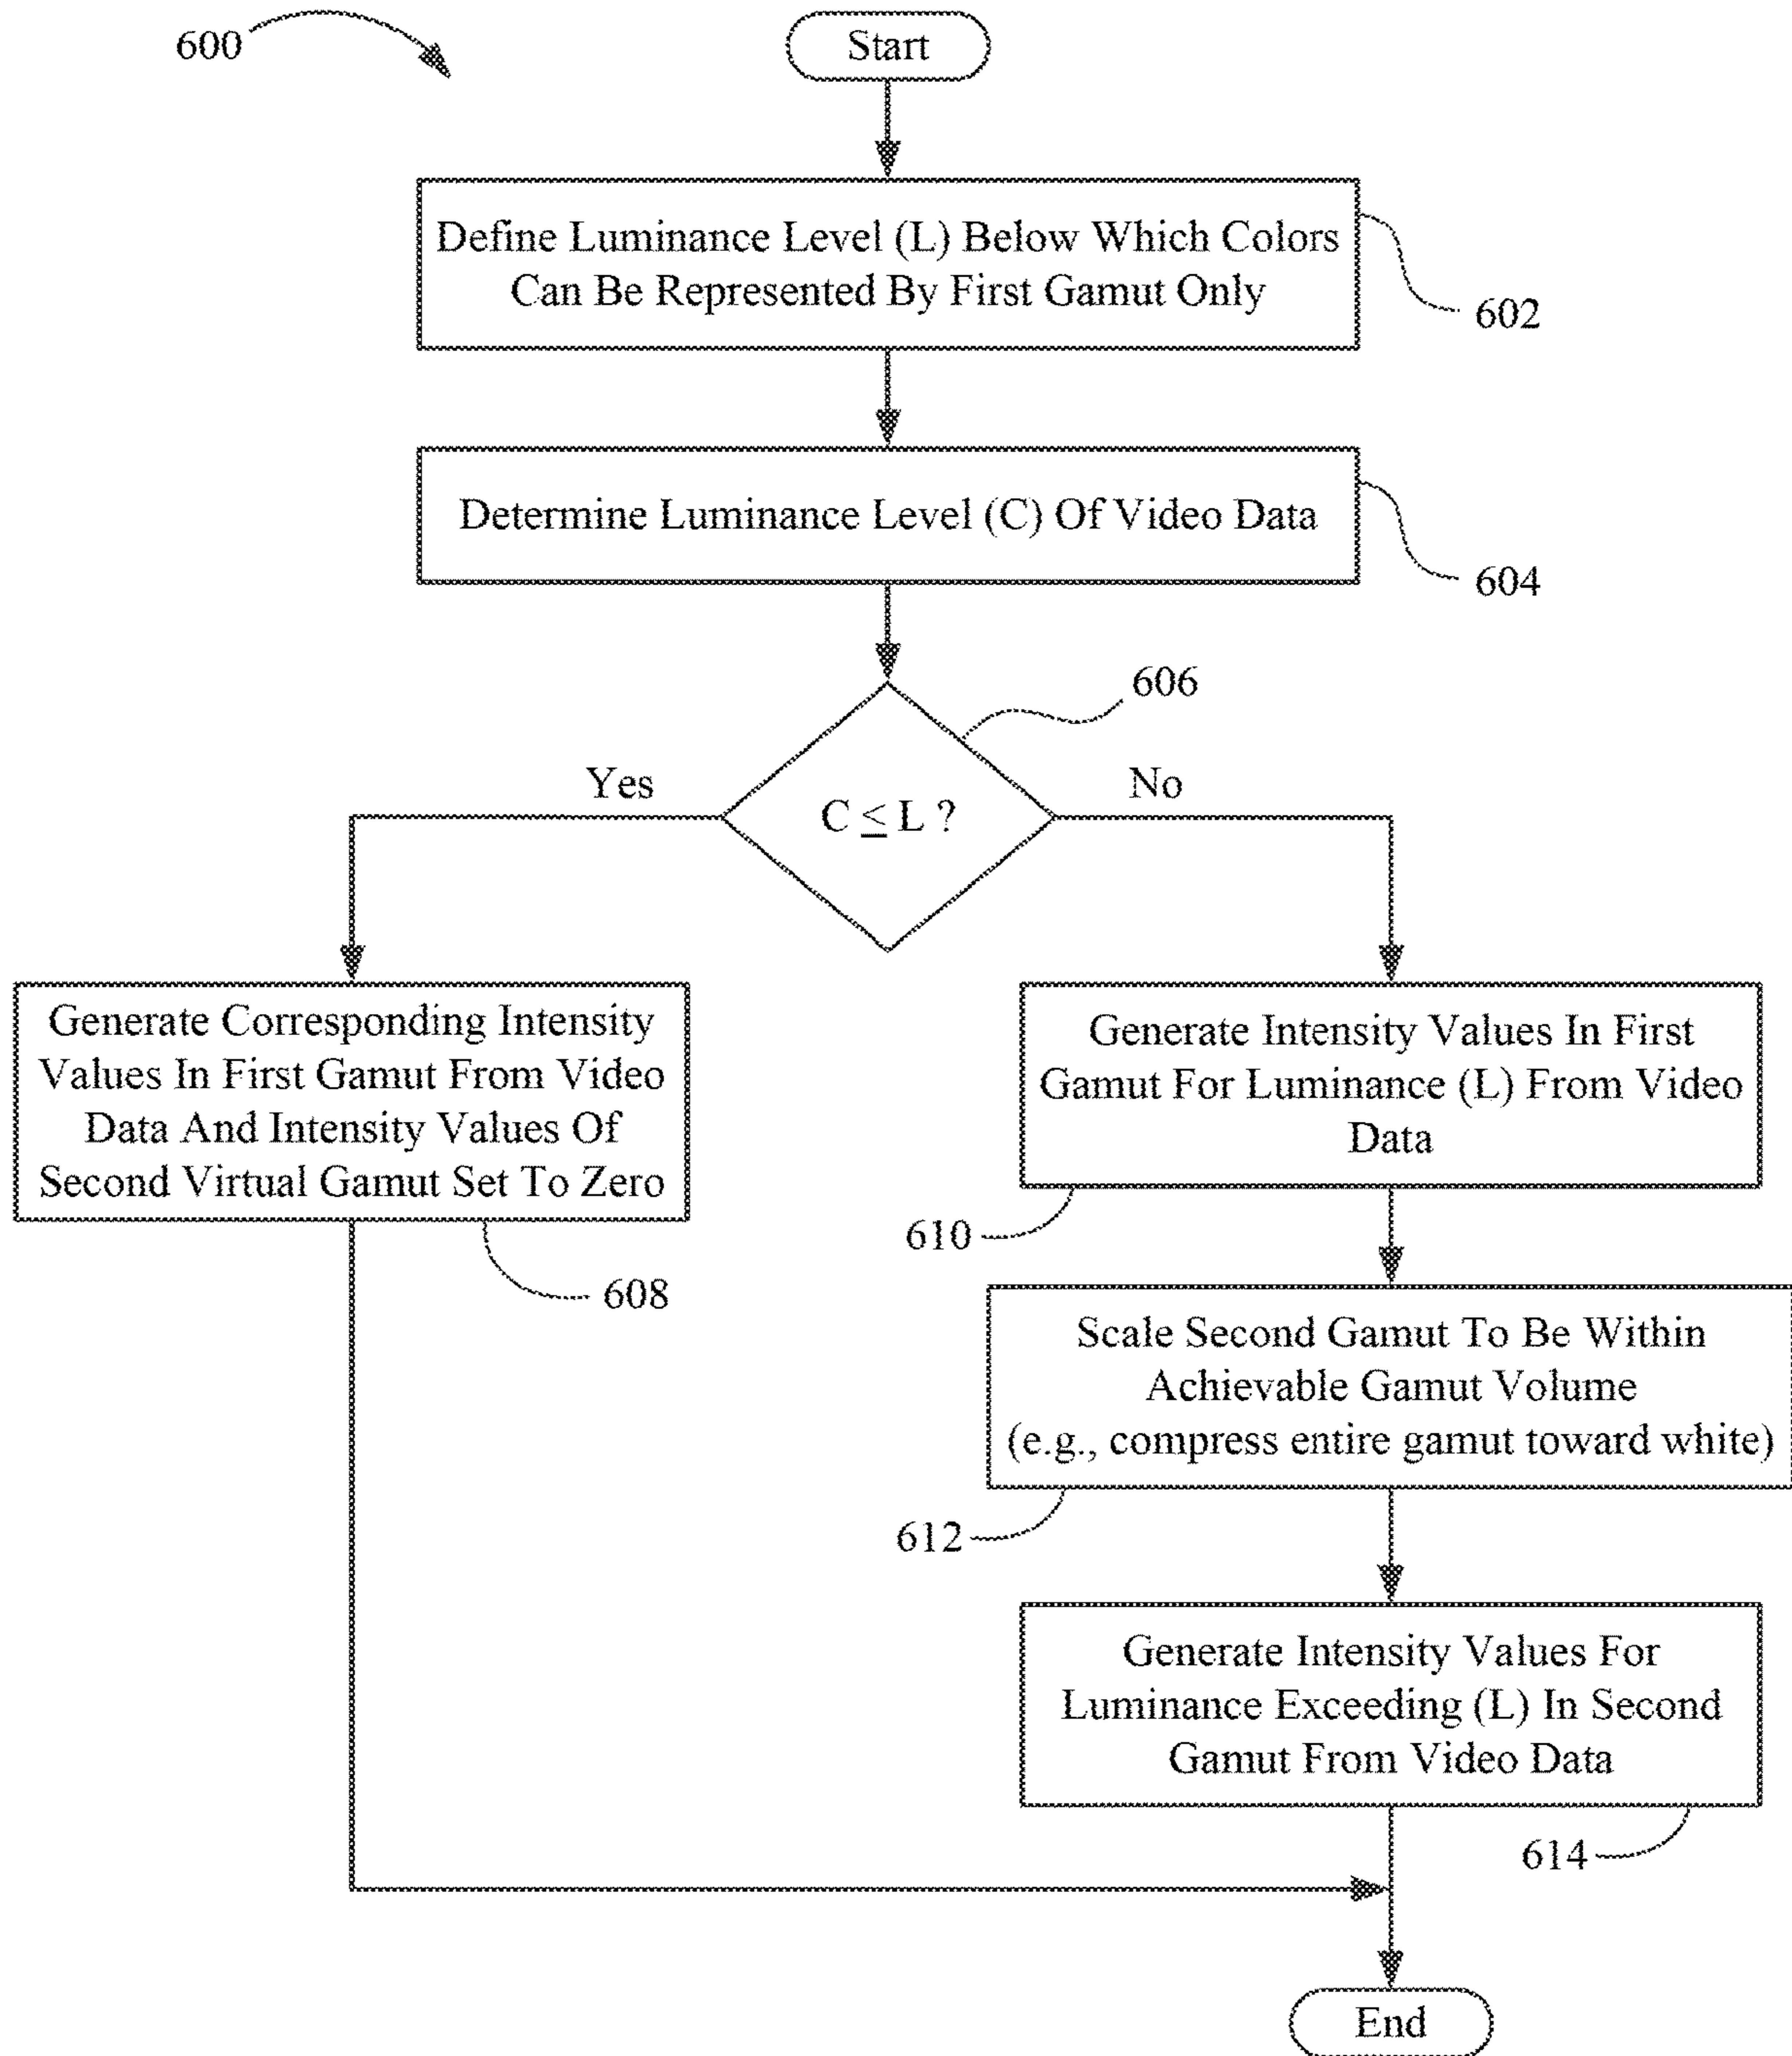 600
Start
Define Luminance Level (L) Below Which Colors
Can Be Represented By First Gamut Only
602
Determine Luminance Level (C) Of Video Data
604
606
Yes
No
C ≤ L ?
Generate Corresponding Intensity
Values In First Gamut From Video
Data And Intensity Values Of
Second Virtual Gamut Set To Zero
608
Generate Intensity Values In First
Gamut For Luminance (L) From Video
Data
610
Scale Second Gamut To Be Within
Achievable Gamut Volume
(e.g., compress entire gamut toward white)
612
Generate Intensity Values For
Luminance Exceeding (L) In Second
Gamut From Video Data
614
End